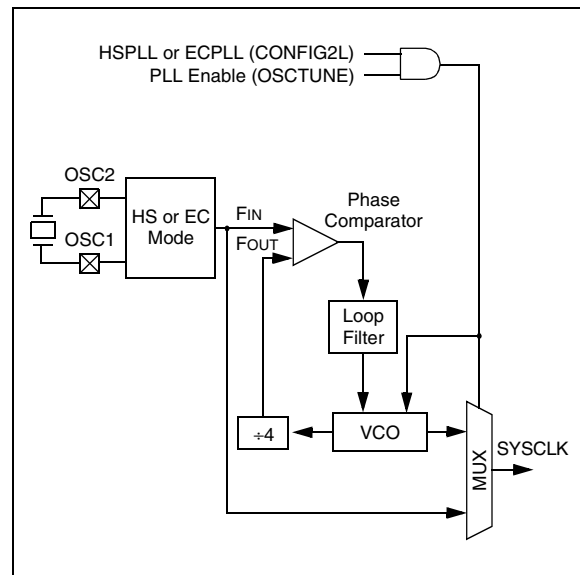 HSPLL or ECPLL (CONFIG2L)
PLL Enable (OSCTUNE)
OSC2
OSC1
HS or EC
Mode
FIN
FOUT
Phase
Comparator
Loop
Filter
÷4
VCO
MUX
SYSCLK